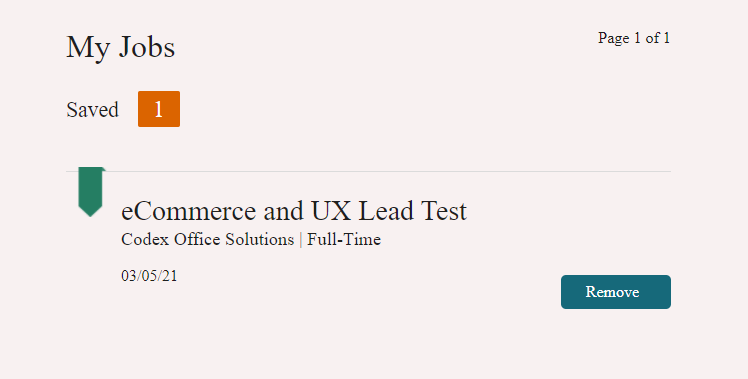 My Jobs
Page 1 of 1
Saved 1
eCommerce and UX Lead Test
Codex Office Solutions | Full-Time
03/05/21
Remove